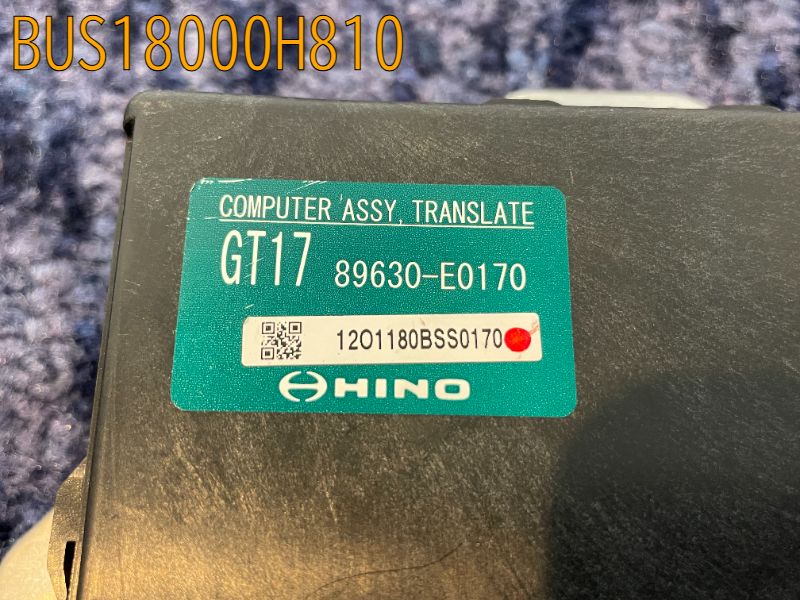 BUS18000H810
COMPUTER ASSY, TRANSLATE
GT17 89630-E0170
12O1180BSS0170
HINO